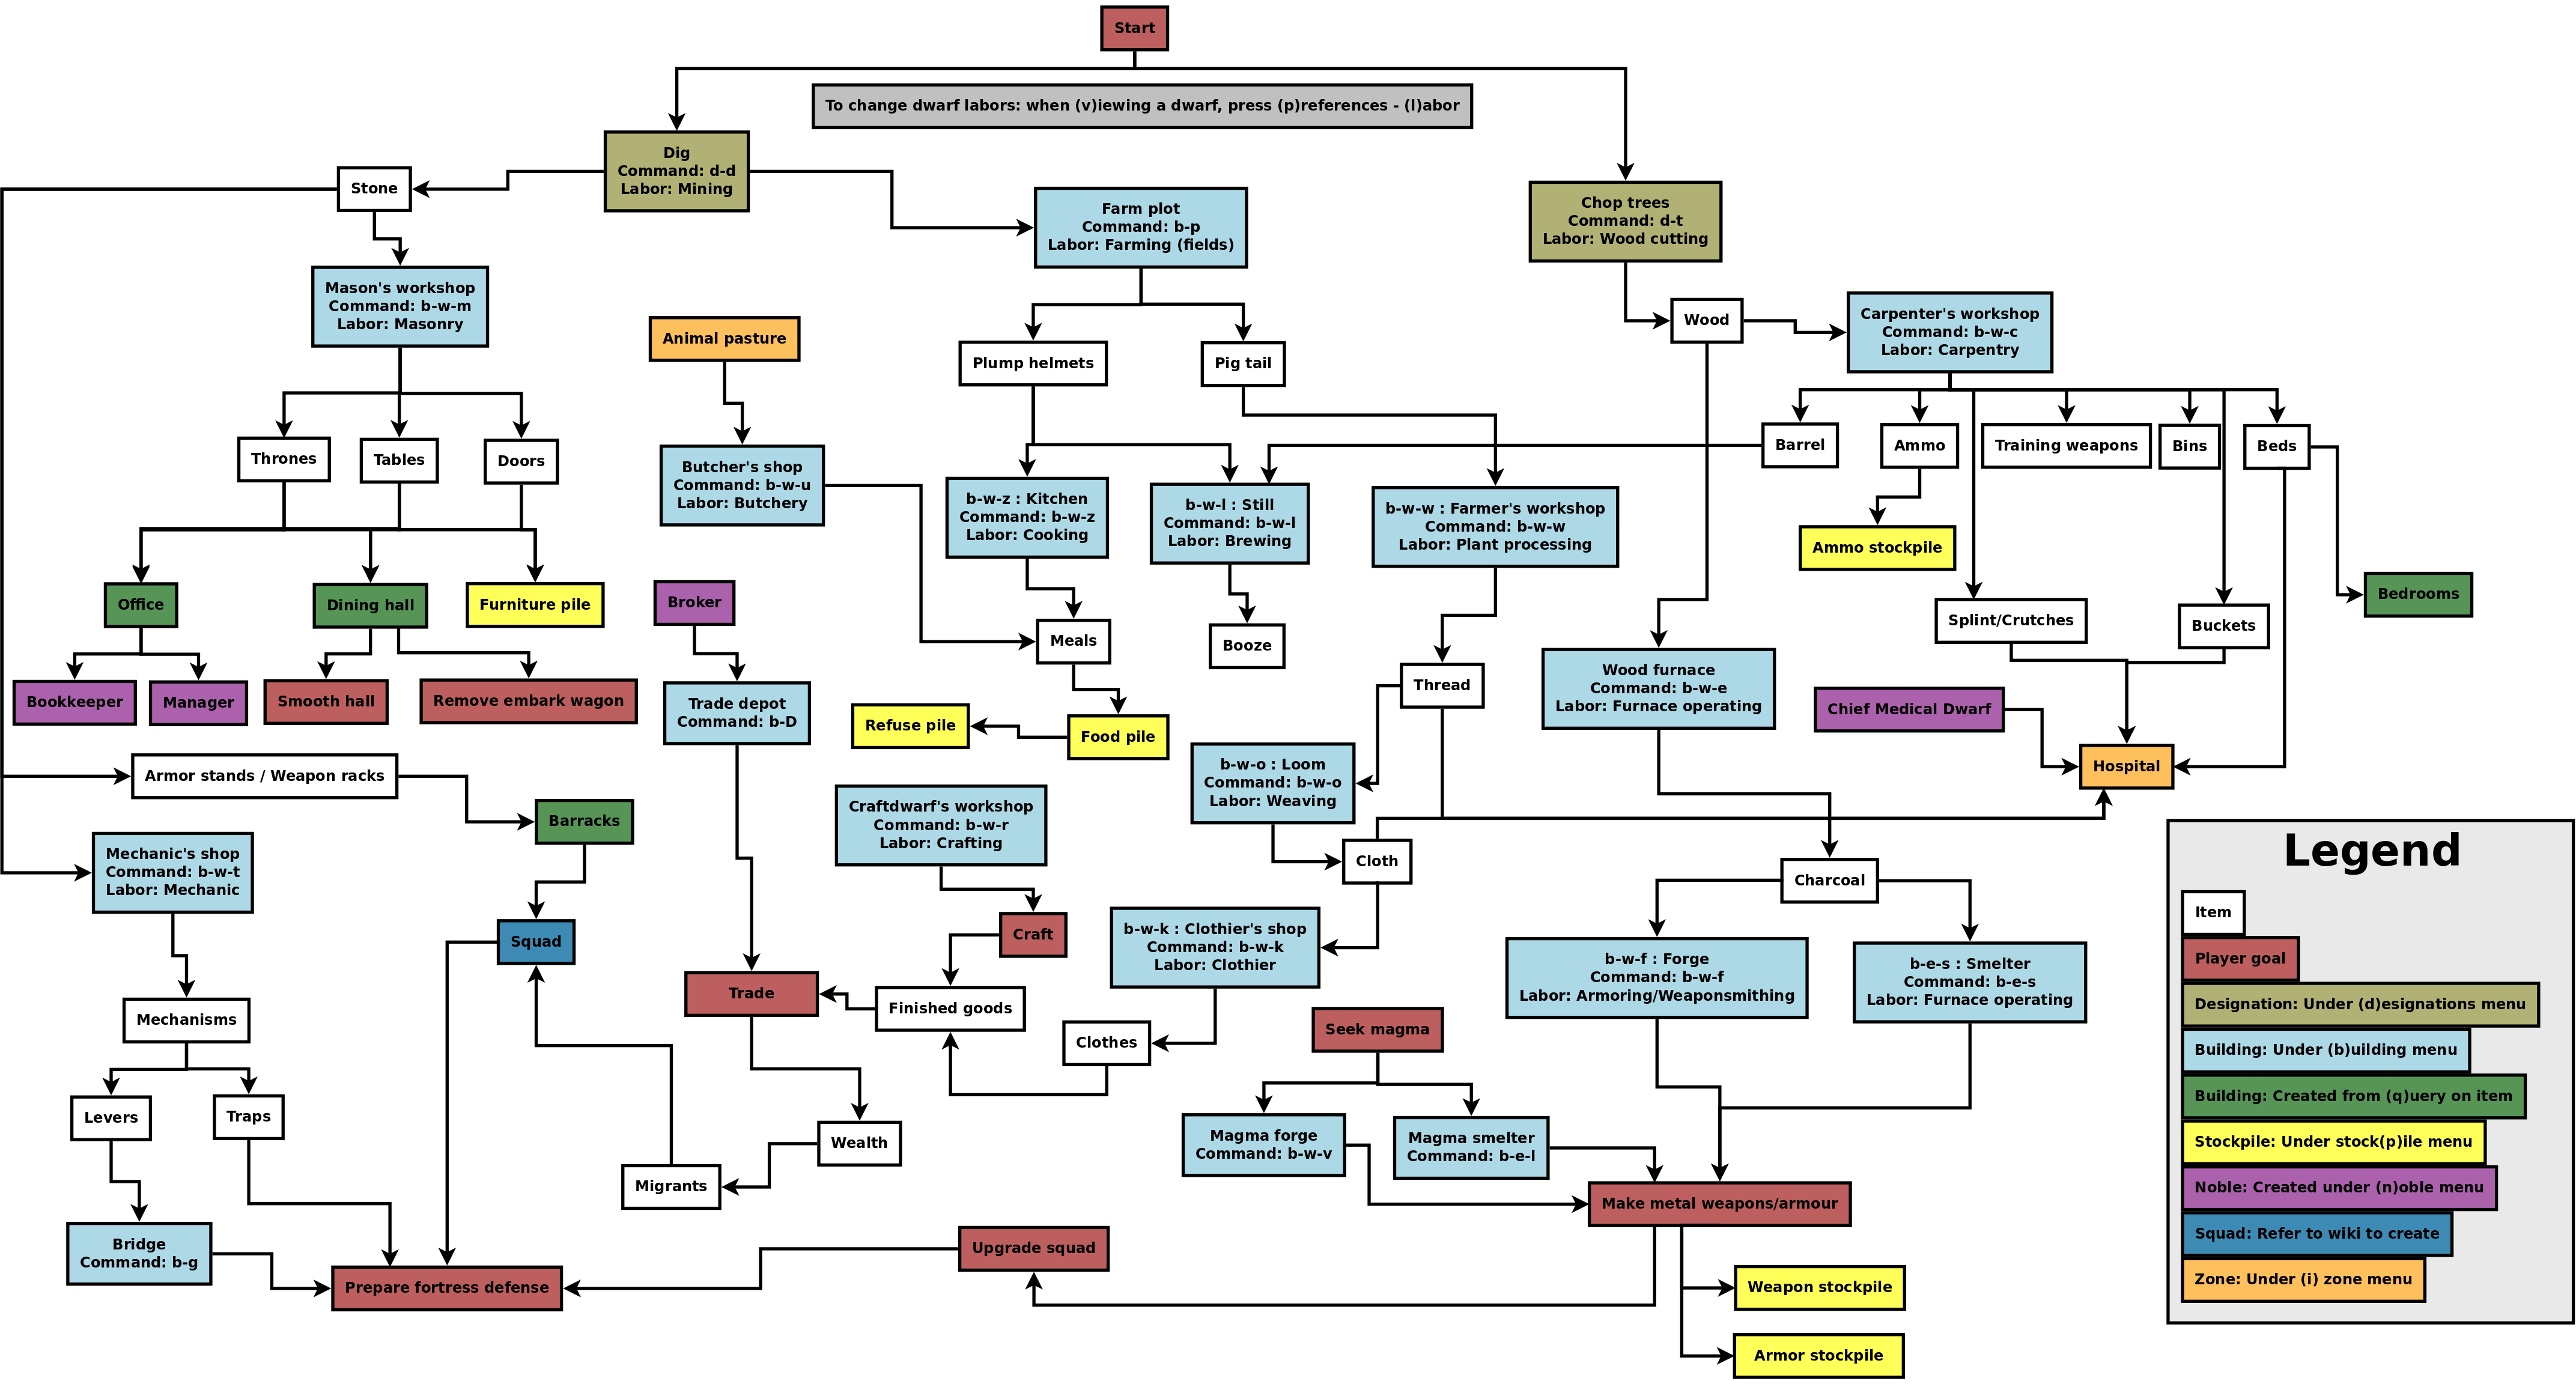 Start
To change dwarf labors: when (v)iewing a dwarf, press (p)references - (l)abor
Dig
Command: d-d
Labor: Mining
Stone
Farm plot
Command: b-p
Labor: Farming (fields)
Chop trees
Command: d-t
Labor: Wood cutting
Mason's workshop
Command: b-w-m
Labor: Masonry
Animal pasture
Plump helmets
Pig tail
Wood
Carpenter's workshop
Command: b-w-c
Labor: Carpentry
Thrones
Tables
Doors
Butcher's shop
Command: b-w-u
Labor: Butchery
b-w-z : Kitchen
Command: b-w-z
Labor: Cooking
b-w-l : Still
Command: b-w-l
Labor: Brewing
b-w-w : Farmer's workshop
Command: b-w-w
Labor: Plant processing
Barrel
Ammo
Training weapons
Bins
Beds
Ammo stockpile
Office
Dining hall
Furniture pile
Broker
Meals
Booze
Splint/Crutches
Buckets
Bedrooms
Bookkeeper
Manager
Smooth hall
Remove embark wagon
Trade depot
Command: b-D
Refuse pile
Food pile
Thread
Wood furnace
Command: b-w-e
Labor: Furnace operating
Chief Medical Dwarf
Hospital
Armor stands / Weapon racks
Barracks
Craftdwarf's workshop
Command: b-w-r
Labor: Crafting
b-w-o : Loom
Command: b-w-o
Labor: Weaving
Cloth
Charcoal
Mechanic's shop
Command: b-w-t
Labor: Mechanic
Squad
Craft
b-w-k : Clothier's shop
Command: b-w-k
Labor: Clothier
b-w-f : Forge
Command: b-w-f
Labor: Armoring/Weaponsmithing
b-e-s : Smelter
Command: b-e-s
Labor: Furnace operating
Trade
Finished goods
Mechanisms
Clothes
Seek magma
Levers
Traps
Wealth
Migrants
Magma forge
Command: b-w-v
Magma smelter
Command: b-e-l
Make metal weapons/armour
Bridge
Command: b-g
Prepare fortress defense
Upgrade squad
Weapon stockpile
Armor stockpile
Legend
Item
Player goal
Designation: Under (d)esignations menu
Building: Under (b)uilding menu
Building: Created from (q)uery on item
Stockpile: Under stock(p)ile menu
Noble: Created under (n)oble menu
Squad: Refer to wiki to create
Zone: Under (i) zone menu